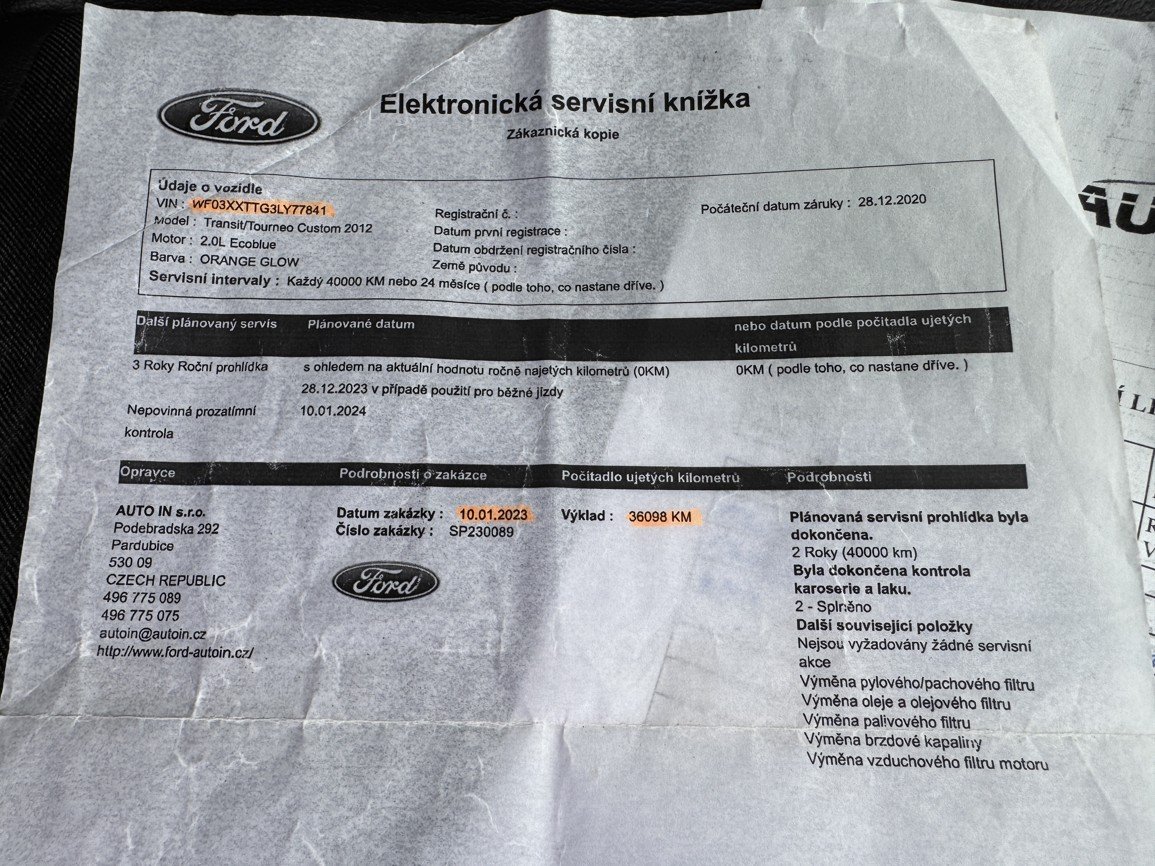 Ford
Elektronická servisní knížka
Zákaznická kopie
Údaje o vozidle
VIN : WF03XXTTG3LY77841
Model : Transit/Tourneo Custom 2012
Motor : 2.0L Ecoblue
Barva : ORANGE GLOW
Registrační č. :
Datum první registrace :
Datum obdržení registračního čísla :
Země původu :
Počáteční datum záruky : 28.12.2020
Servisní intervaly : Každý 40000 KM nebo 24 měsíce ( podle toho, co nastane dříve. )
Další plánovaný servis
Plánované datum
nebo datum podle počitadla ujetých
kilometrů
3 Roky Roční prohlídka
s ohledem na aktuální hodnotu ročně najetých kilometrů (0KM)
28.12.2023 v případě použití pro běžné jízdy
0KM ( podle toho, co nastane dříve. )
Nepovinná prozatímní
kontrola
10.01.2024
Opravce
Podrobnosti o zakázce
Počitadlo ujetých kilometrů
Podrobnosti
AUTO IN s.r.o.
Podebradska 292
Pardubice
530 09
CZECH REPUBLIC
496 775 089
496 775 075
autoin@autoin.cz
http://www.ford-autoin.cz/
Datum zakázky : 10.01.2023
Číslo zakázky : SP230089
Ford
Výklad : 36098 KM
Plánovaná servisní prohlídka byla
dokončena.
2 Roky (40000 km)
Byla dokončena kontrola
karoserie a laku.
2 - Splněno
Další související položky
Nejsou vyžadovány žádné servisní
akce
Výměna pylového/pachového filtru
Výměna oleje a olejového filtru
Výměna palivového filtru
Výměna brzdové kapaliny
Výměna vzduchového filtru motoru